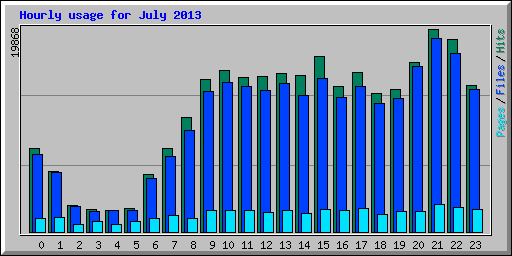 Hourly usage for July 2013
19868
Pages/Files/Hits
0 1 2 3 4 5 6 7 8 9 10 11 12 13 14 15 16 17 18 19 20 21 22 23